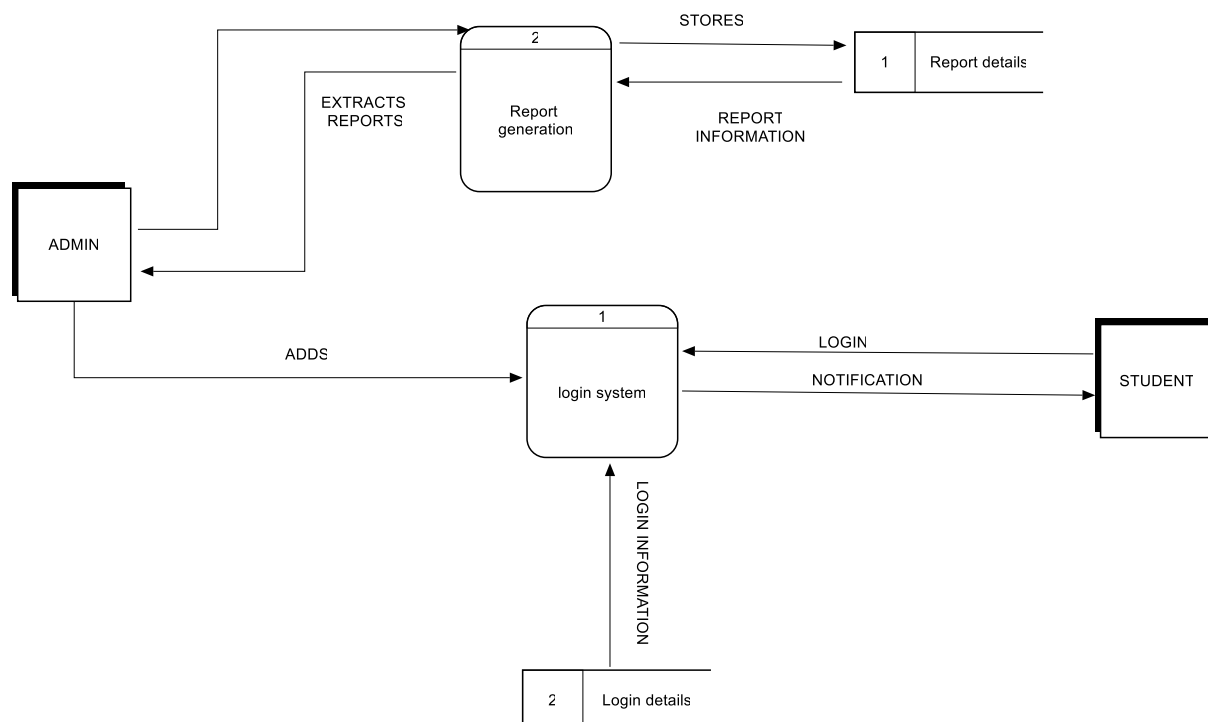 STORES
2
1
Report details
EXTRACTS
REPORTS
Report
generation
REPORT
INFORMATION
ADMIN
1
ADDS
LOGIN
login system
NOTIFICATION
STUDENT
LOGIN INFORMATION
2
Login details